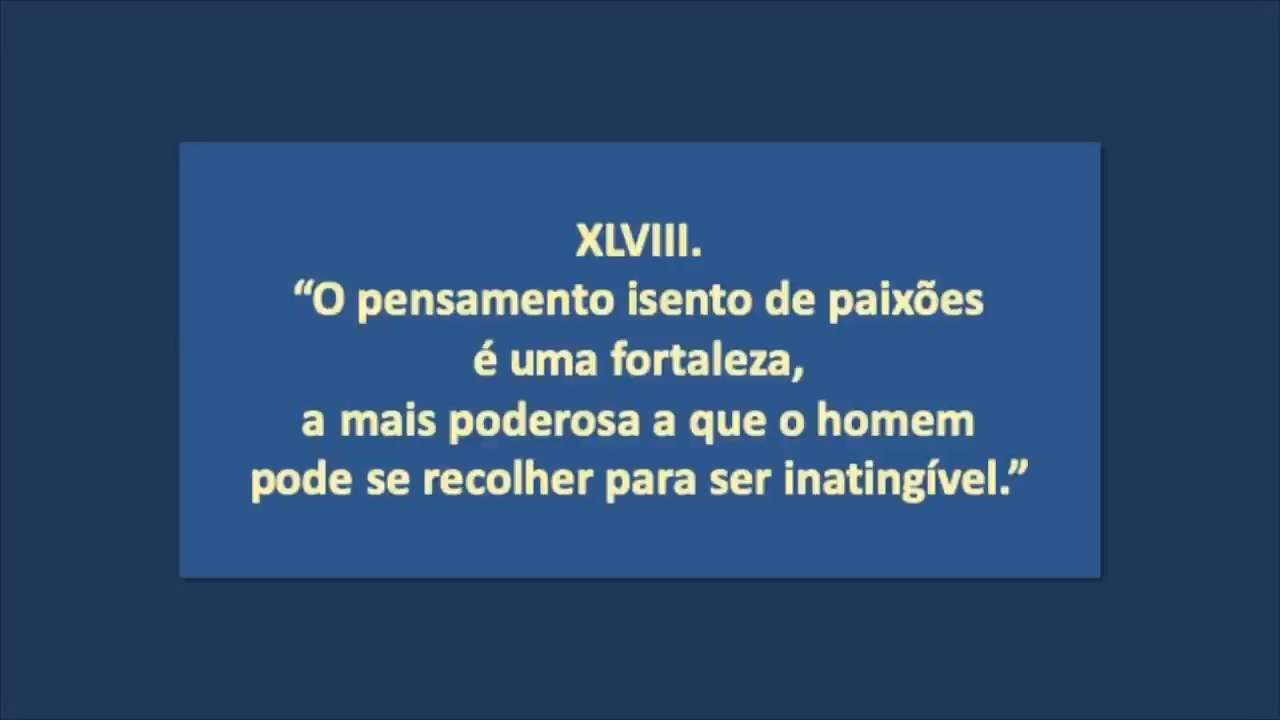 XLVIII.
“O pensamento isento de paixões
é uma fortaleza,
a mais poderosa a que o homem
pode se recolher para ser inatingível.”